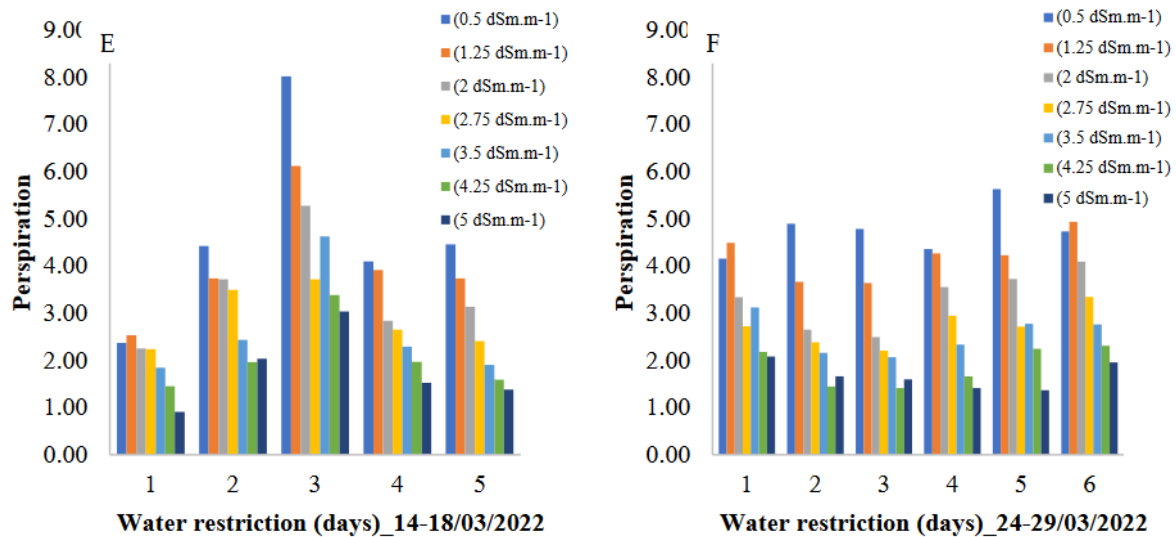 E
9.00
8.00
7.00
6.00
5.00
4.00
3.00
2.00
1.00
0.00
Perspiration
(0.5 dSm.m-1)
(1.25 dSm.m-1)
(2 dSm.m-1)
(2.75 dSm.m-1)
(3.5 dSm.m-1)
(4.25 dSm.m-1)
(5 dSm.m-1)
1 2 3 4 5
Water restriction (days)_14-18/03/2022
F
9.00
8.00
7.00
6.00
5.00
4.00
3.00
2.00
1.00
0.00
Perspiration
(0.5 dSm.m-1)
(1.25 dSm.m-1)
(2 dSm.m-1)
(2.75 dSm.m-1)
(3.5 dSm.m-1)
(4.25 dSm.m-1)
(5 dSm.m-1)
1 2 3 4 5 6
Water restriction (days)_24-29/03/2022